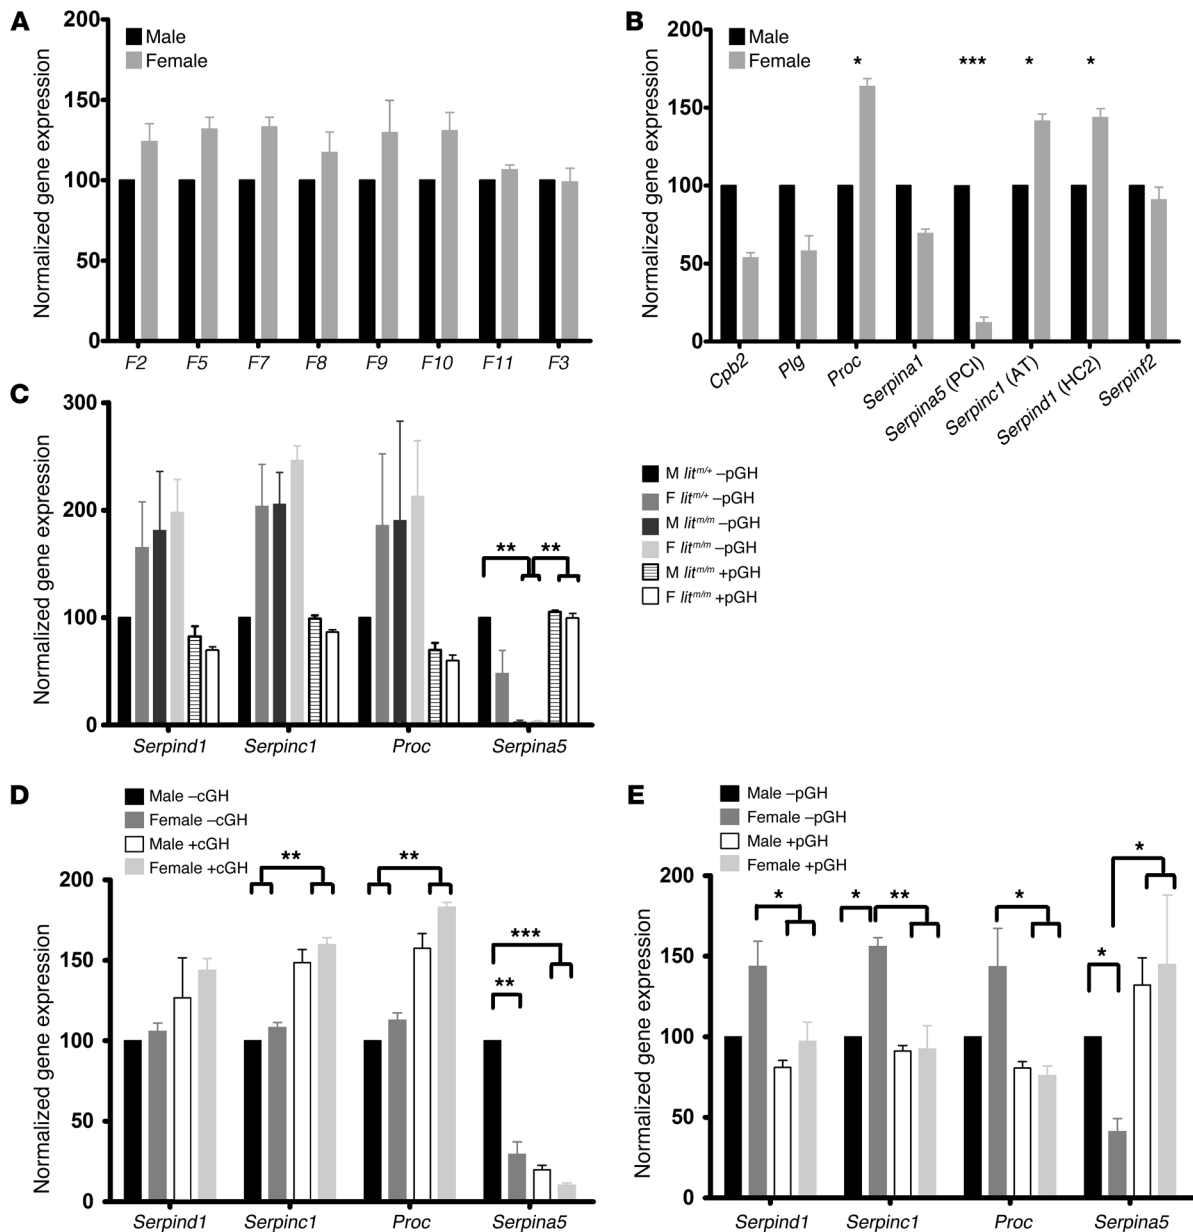 A
Normalized gene expression
200
150
100
50
0
Male
Female
F2 F5 F7 F8 F9 F10 F11 F3
B
Normalized gene expression
200
150
100
50
0
Male
Female
* *** * *
Cpb2 Plg Proc Serpina1 Serpina5 (PCI) Serpinc1 (AT) Serpind1 (HC2) Serpinf2
C
Normalized gene expression
300
200
100
0
** **
Serpind1 Serpinc1 Proc Serpina5
M lit^m/+ –pGH
F lit^m/+ –pGH
M lit^m/m –pGH
F lit^m/m –pGH
M lit^m/m +pGH
F lit^m/m +pGH
D
Male –cGH
Female –cGH
Male +cGH
Female +cGH
Normalized gene expression
200
150
100
50
0
** **
***
**
Serpind1 Serpinc1 Proc Serpina5
E
Male –pGH
Female –pGH
Male +pGH
Female +pGH
Normalized gene expression
200
150
100
50
0
*
* * ** *
*
Serpind1 Serpinc1 Proc Serpina5